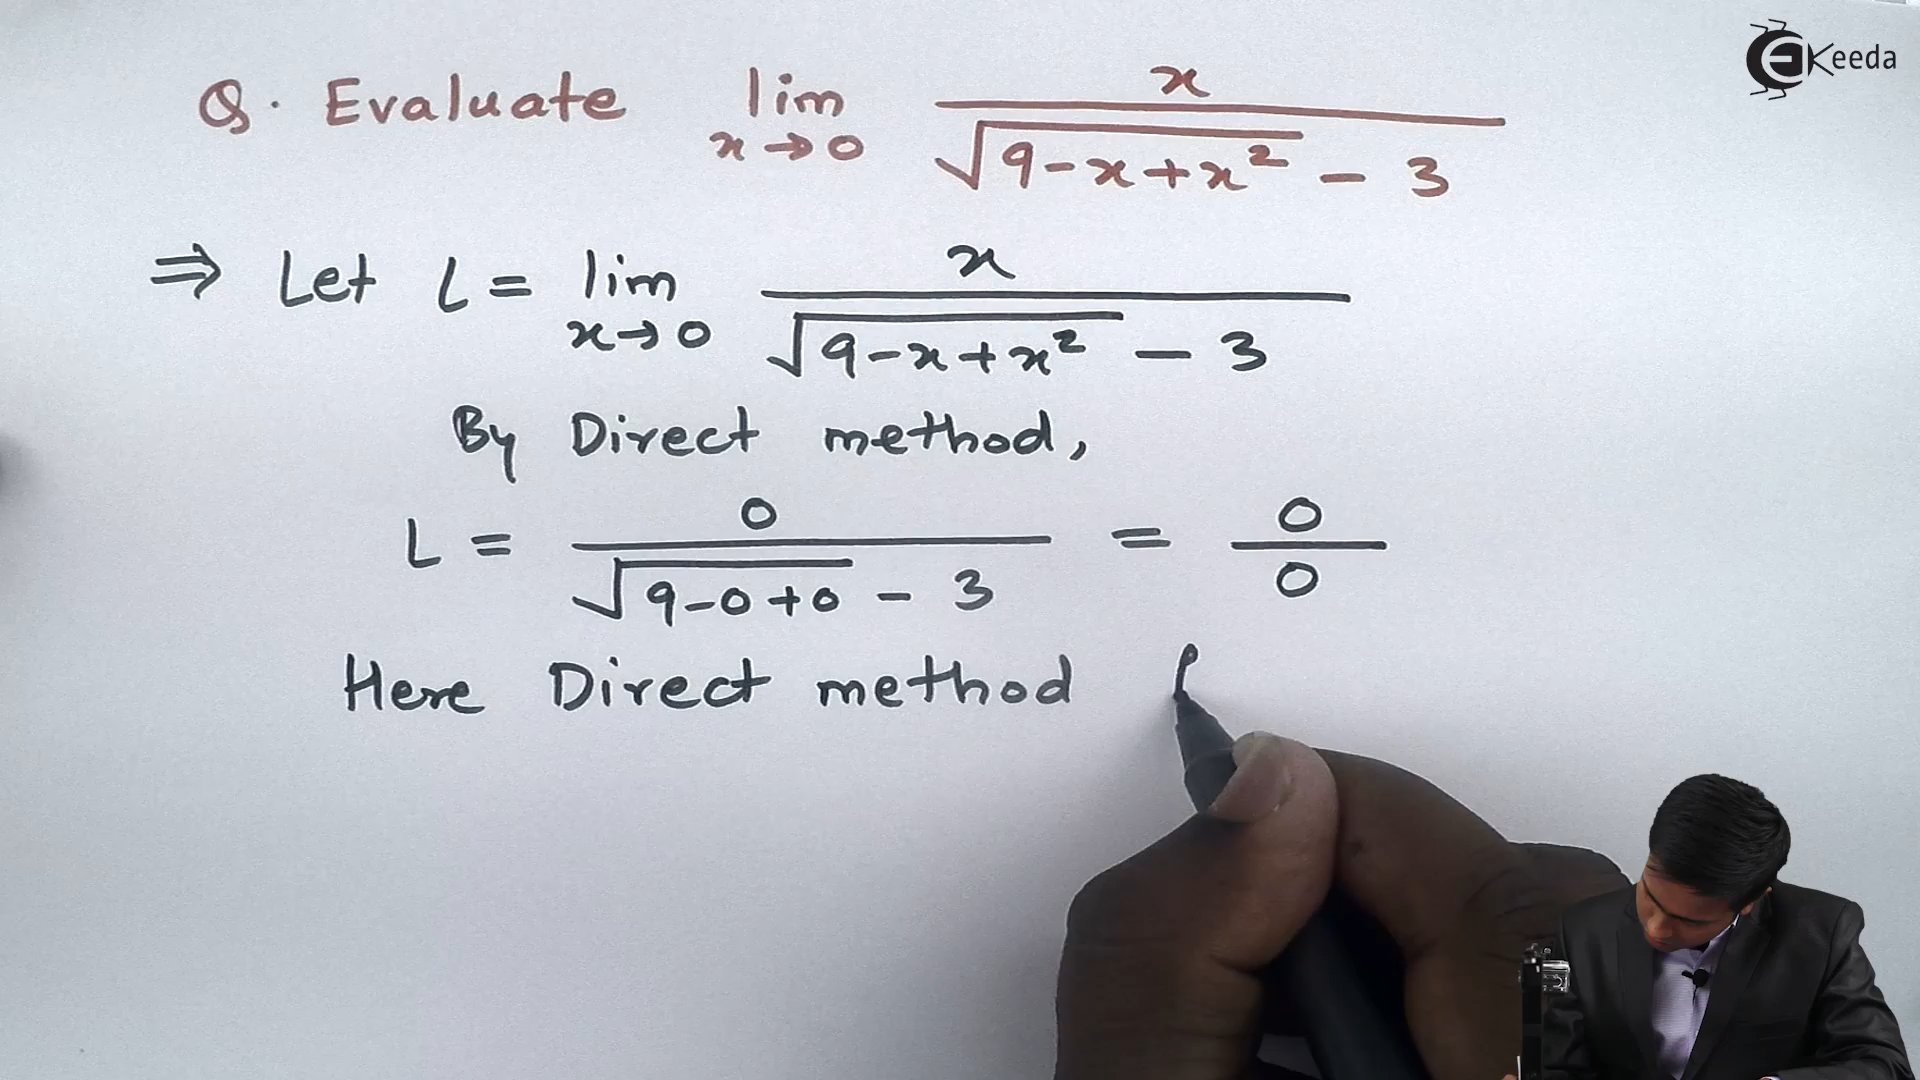 EKeeda
Q. Evaluate lim x→0 x / √(9-x+x²) - 3
⇒ Let L = lim x→0 x / √(9-x+x²) - 3
By Direct method,
L = 0 / √(9-0+0) - 3 = 0/0
Here Direct method